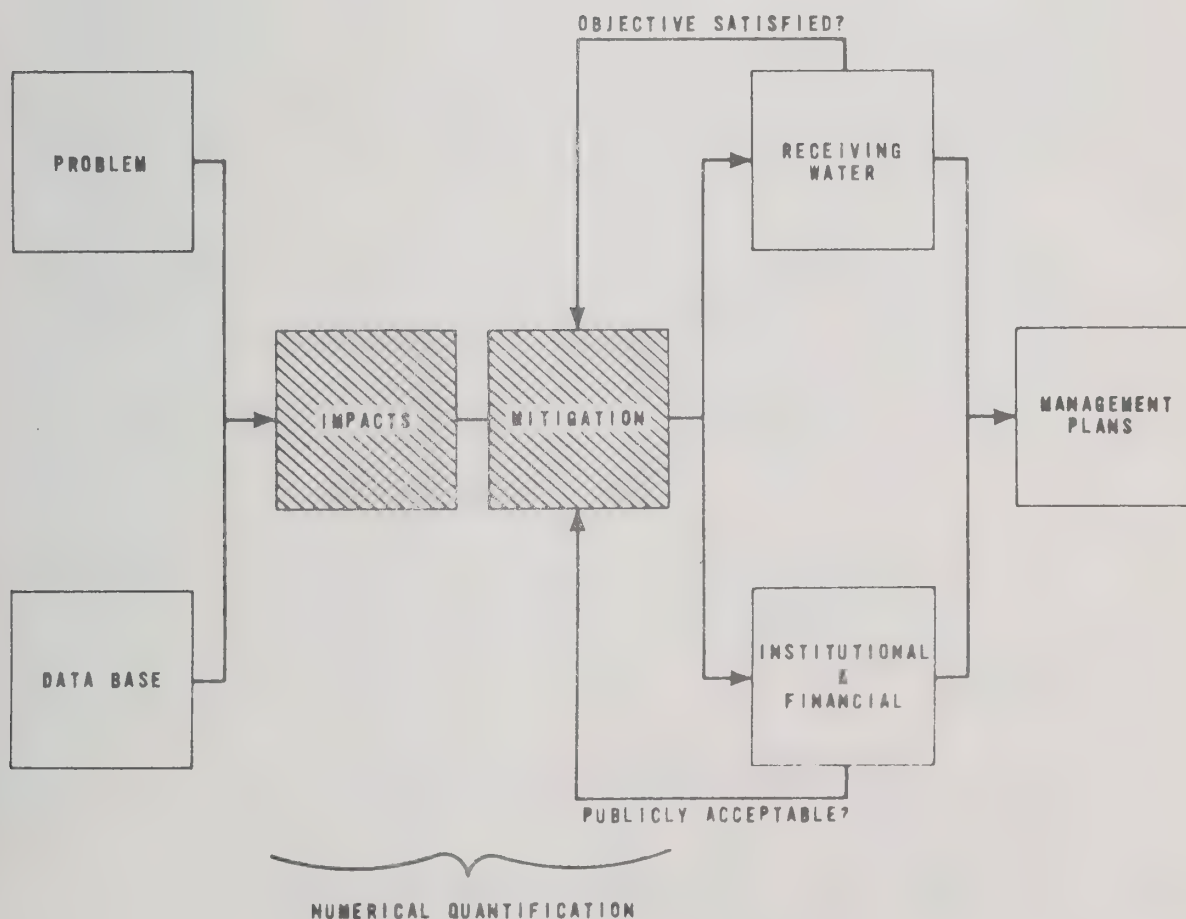 OBJECTIVE SATISFIED?
PROBLEM
RECEIVING
WATER
IMPACTS
MITIGATION
MANAGEMENT
PLANS
DATA BASE
INSTITUTIONAL
&
FINANCIAL
PUBLICLY ACCEPTABLE?
NUMERICAL QUANTIFICATION